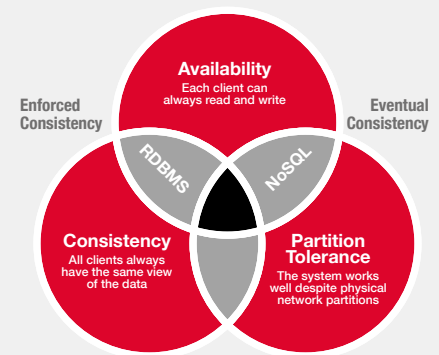 Availability
Each client can
always read and write
Enforced
Consistency
Eventual
Consistency
RDBMS
NoSQL
Consistency
All clients always
have the same view
of the data
Partition
Tolerance
The system works
well despite physical
network partitions